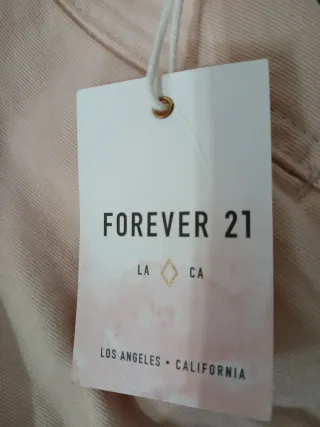 FOREVER 21
LA CA
LOS ANGELES • CALIFORNIA